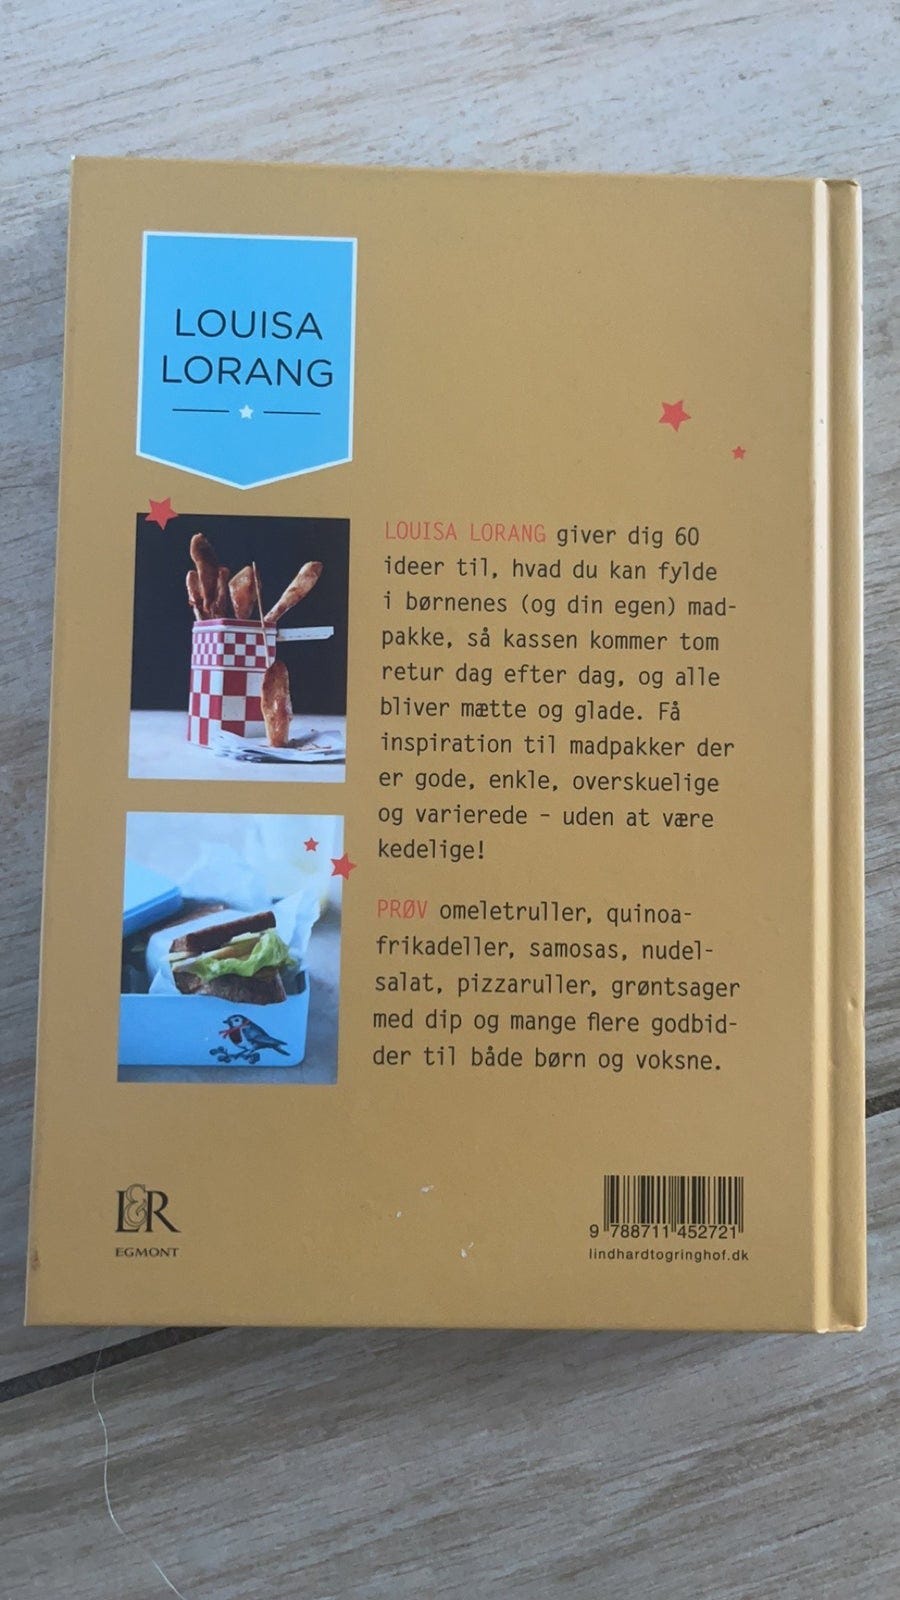 LOUISA
LORANG
LOUISA LORANG giver dig 60
ideer til, hvad du kan fylde
i børnenes (og din egen) mad-
pakke, så kassen kommer tom
retur dag efter dag, og alle
bliver mætte og glade. Få
inspiration til madpakker der
er gode, enkle, overskuelige
og varierede - uden at være
kedelige!
PRØV omeletruller, quinoa-
frikadeller, samosas, nudel-
salat, pizzaruller, grøntsager
med dip og mange flere godbid-
der til både børn og voksne.
L&R
EGMONT
9 788711 452721
lindhardtogringhof.dk